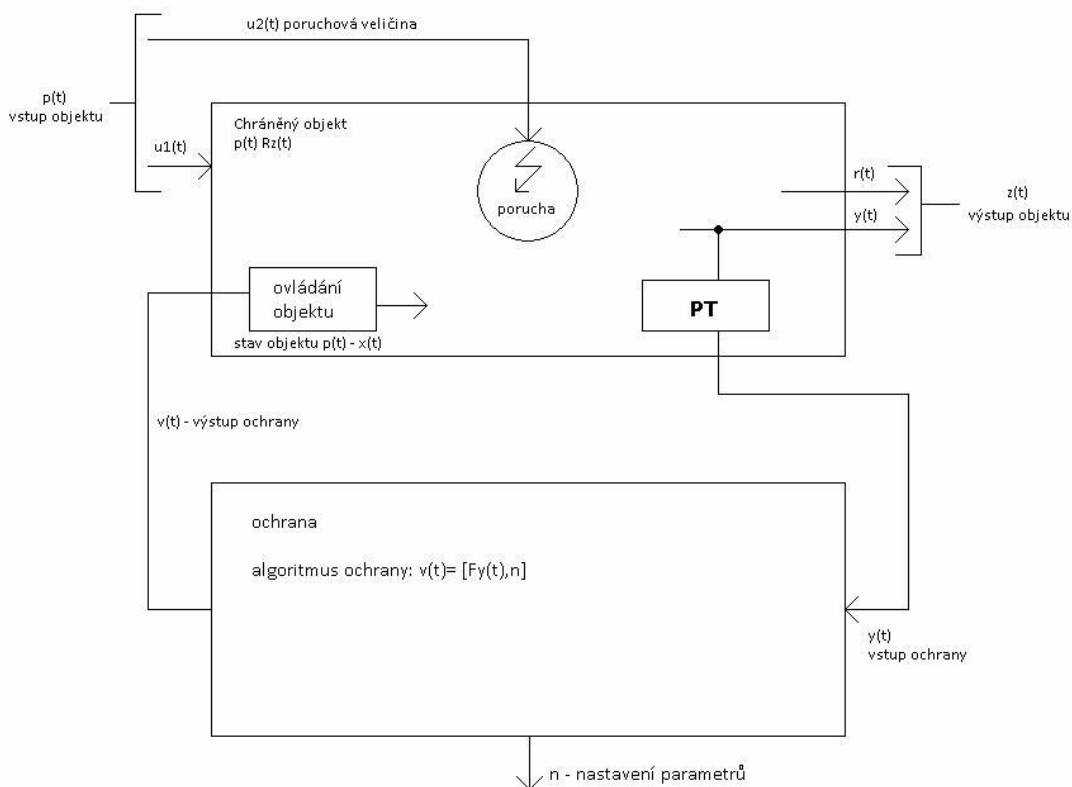 u2(t) poruchová veličina
p(t)
vstup objektu
Chráněný objekt
p(t) Rz(t)
u1(t)
porucha
r(t)
z(t)
výstup objektu
y(t)
ovládání
objektu
PT
stav objektu p(t) - x(t)
v(t) - výstup ochrany
ochrana
algoritmus ochrany: v(t)= [Fy(t),n]
y(t)
vstup ochrany
n - nastavení parametrů